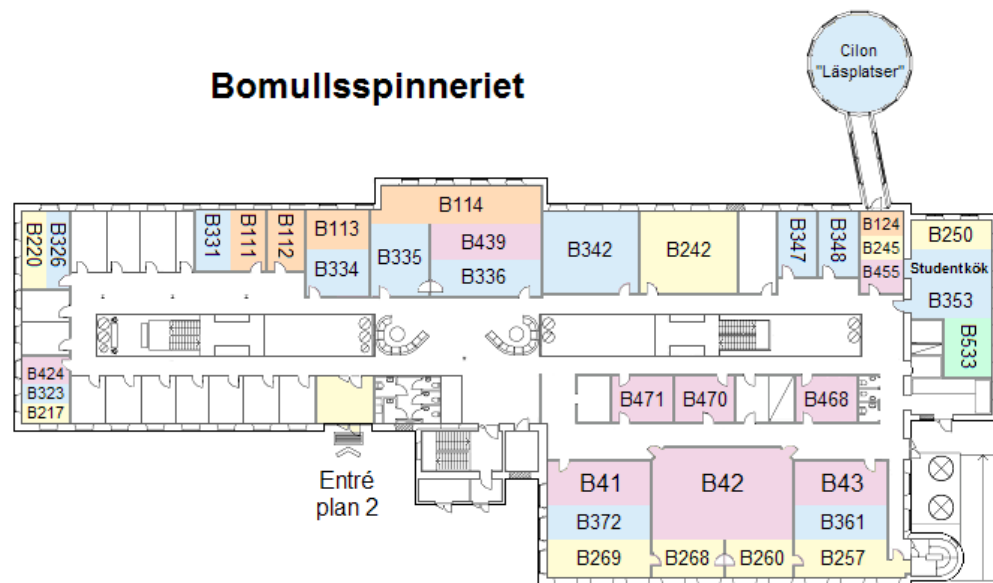 Cilon
"Läsplatser"
Bomullsspinneriet
B220
B326
B331
B111
B112
B113
B334
B335
B114
B439
B336
B342
B242
B347
B348
B124
B245
B455
B250
Studentkök
B353
B533
B424
B323
B217
B471
B470
B468
Entré
plan 2
B41
B372
B269
B42
B268
B260
B43
B361
B257